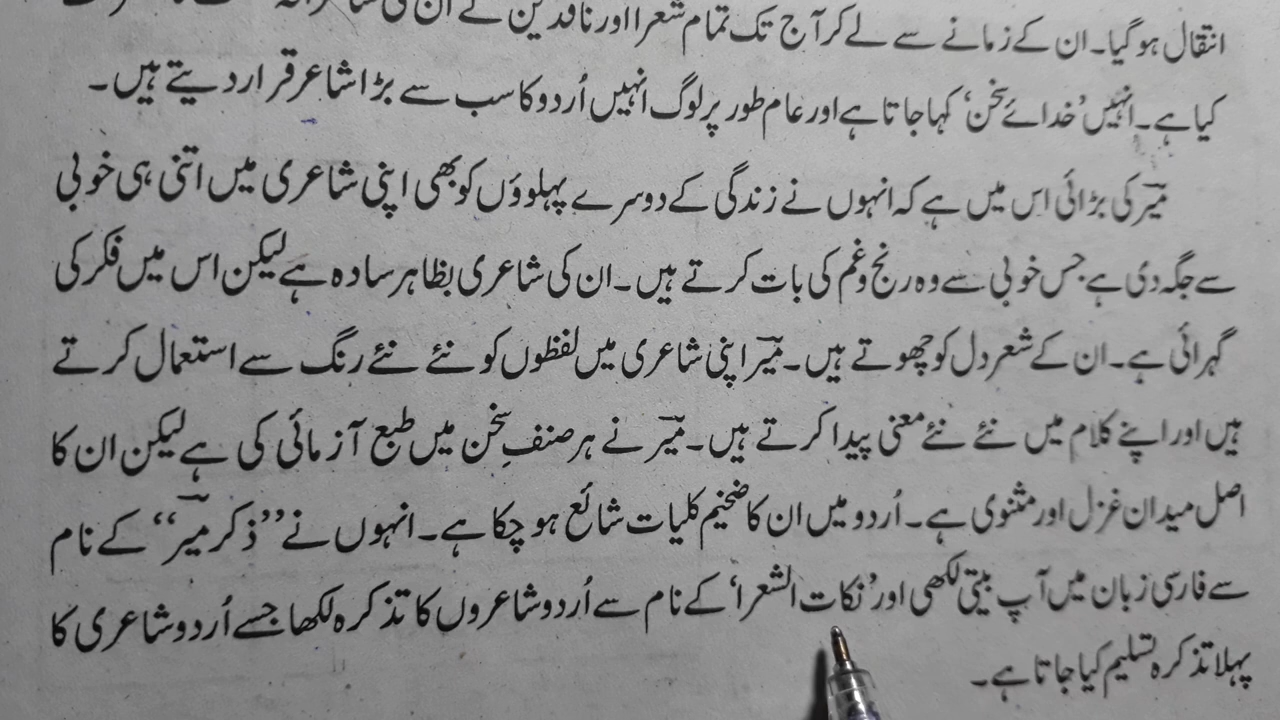 انتقال ہو گیا۔ ان کے زمانے سے لے کر آج تک تمام شعرا اور ناقدین نے ان کی
کیا ہے۔ انہیں ’خدائے سخن‘ کہا جاتا ہے اور عام طور پر لوگ انہیں اُردو کا سب سے بڑا شاعر قرار دیتے ہیں۔
میرؔ کی بڑائی اس میں ہے کہ انہوں نے زندگی کے دوسرے پہلوؤں کو بھی اپنی شاعری میں اتنی ہی خوبی
سے جگہ دی ہے جس خوبی سے وہ رنج و غم کی بات کرتے ہیں۔ ان کی شاعری بظاہر سادہ ہے لیکن اس میں فکر کی
گہرائی ہے۔ ان کے شعر دل کو چھوتے ہیں۔ میرؔ اپنی شاعری میں لفظوں کو نئے نئے رنگ سے استعمال کرتے
ہیں اور اپنے کلام میں نئے نئے معنی پیدا کرتے ہیں۔ میرؔ نے ہر صنفِ سخن میں طبع آزمائی کی ہے لیکن ان کا
اصل میدان غزل اور مثنوی ہے۔ اُردو میں ان کا ضخیم کلیات شائع ہو چکا ہے۔ انہوں نے ’’ذکر میرؔ‘‘ کے نام
سے فارسی زبان میں آپ بیتی لکھی اور ’نکات الشعرا‘ کے نام سے اُردو شاعروں کا تذکرہ لکھا جسے اُردو شاعری کا
پہلا تذکرہ تسلیم کیا جاتا ہے۔